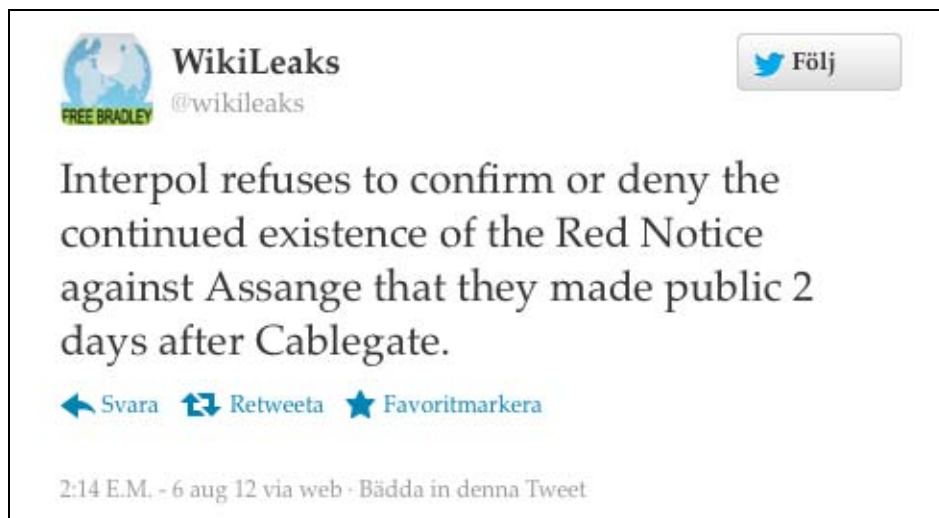 WikiLeaks
@wikileaks
FREE BRADLEY
Följ
Interpol refuses to confirm or deny the
continued existence of the Red Notice
against Assange that they made public 2
days after Cablegate.
Svara Retweeta Favoritmarkera
2:14 E.M. - 6 aug 12 via web · Bädda in denna Tweet